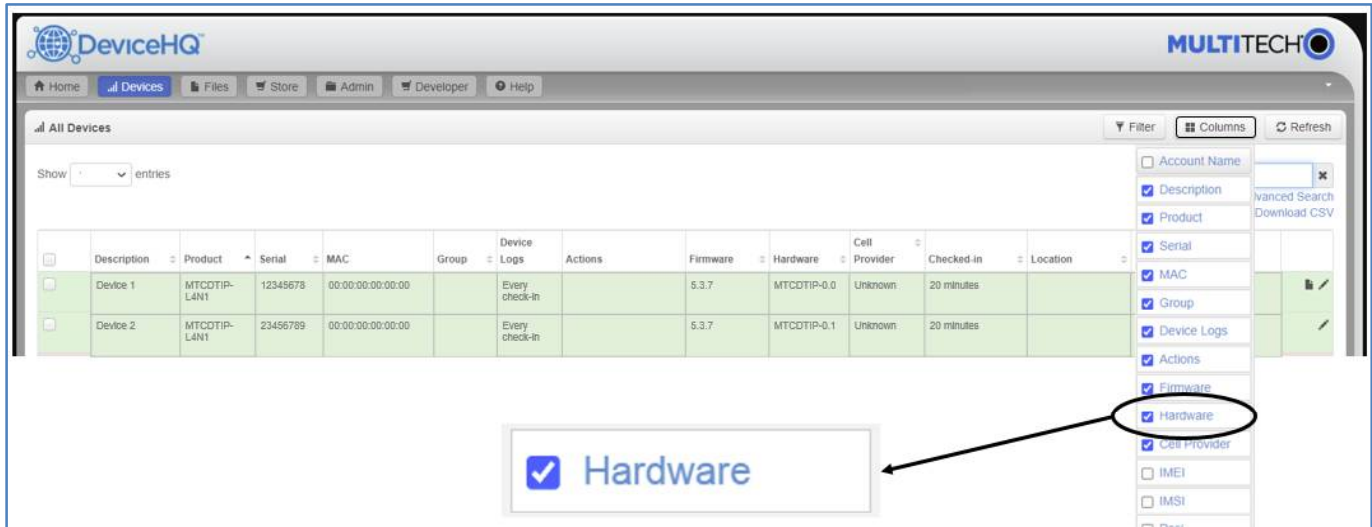 DeviceHQ™
MULTITECH
Home Devices Files Store Admin Developer Help
All Devices
Filter Columns Refresh
Show entries
Advanced Search
Download CSV
Account Name
Description
Product
Serial
MAC
Group
Device Logs
Actions
Firmware
Hardware
Cell Provider
IMEI
IMSI
Description Product Serial MAC Group Device Logs Actions Firmware Hardware Cell Provider Checked-in Location
Device 1 MTCDTIP-L4N1 12345678 00:00:00:00:00:00 Every check-in 5.3.7 MTCDTIP-0.0 Unknown 20 minutes
Device 2 MTCDTIP-L4N1 23456789 00:00:00:00:00:00 Every check-in 5.3.7 MTCDTIP-0.1 Unknown 20 minutes
Hardware